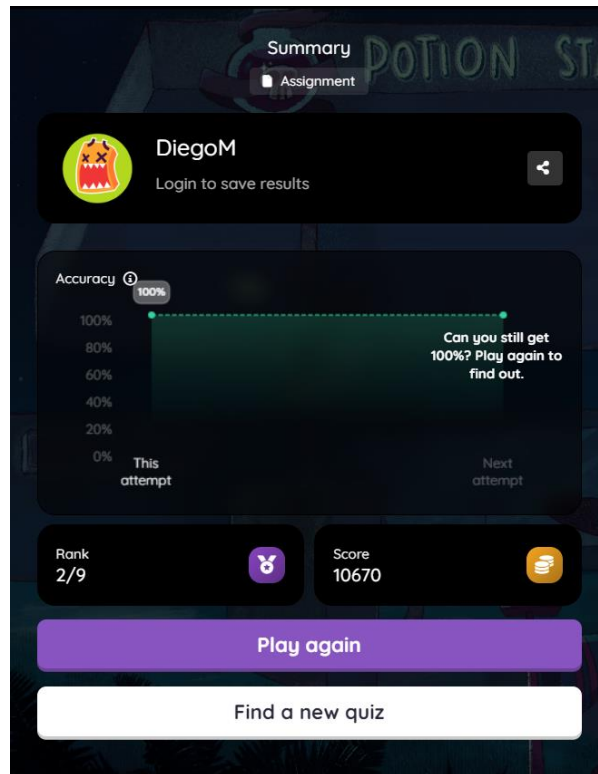 POTION
Summary
Assignment
DiegoM
Login to save results
Accuracy
100%
100%
80%
60%
40%
20%
0%
Can you still get
100%? Play again to
find out.
This
attempt
Next
attempt
Rank
2/9
Score
10670
Play again
Find a new quiz